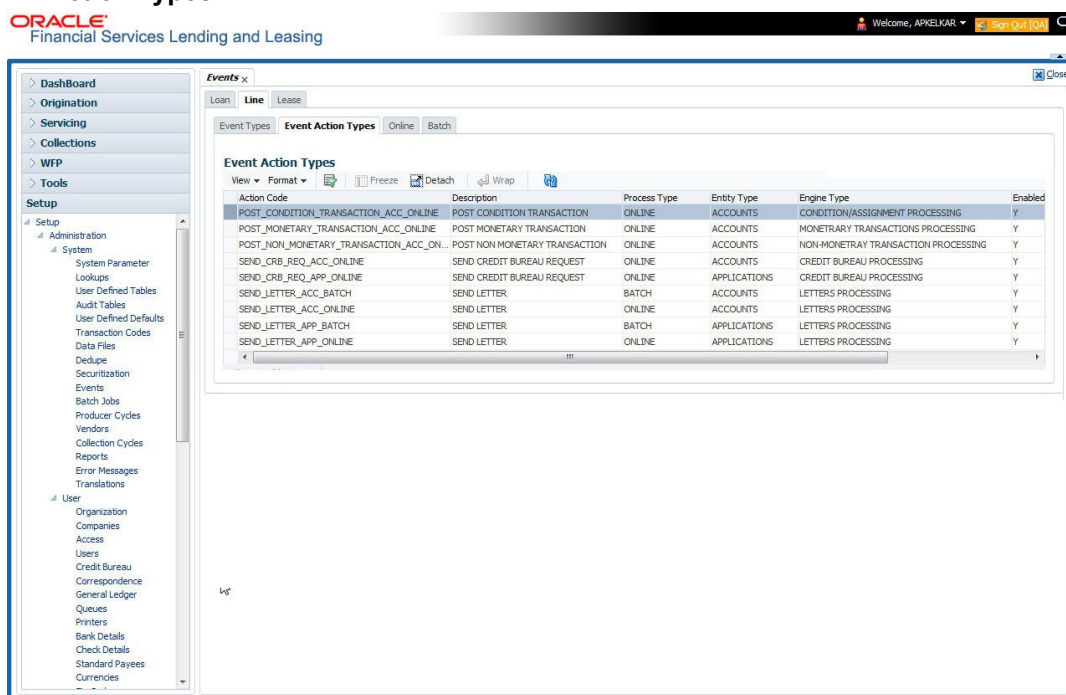 ORACLE
Financial Services Lending and Leasing
Welcome, APKELKAR
Sign Out [QA]
DashBoard
Origination
Servicing
Collections
WFP
Tools
Setup
Setup
Administration
System
System Parameter
Lookups
User Defined Tables
Audit Tables
User Defined Defaults
Transaction Codes
Data Files
Dedupe
Securitization
Events
Batch Jobs
Producer Cycles
Vendors
Collection Cycles
Reports
Error Messages
Translations
User
Organization
Companies
Access
Users
Credit Bureau
Correspondence
General Ledger
Queues
Printers
Bank Details
Check Details
Standard Payees
Currencies
Events x
Close
Loan Line Lease
Event Types Event Action Types Online Batch
Event Action Types
View Format Freeze Detach Wrap
Action Code Description Process Type Entity Type Engine Type Enabled
POST_CONDITION_TRANSACTION_ACC_ONLINE POST CONDITION TRANSACTION ONLINE ACCOUNTS CONDITION/ASSIGNMENT PROCESSING Y
POST_MONETARY_TRANSACTION_ACC_ONLINE POST MONETARY TRANSACTION ONLINE ACCOUNTS MONETRARY TRANSACTIONS PROCESSING Y
POST_NON_MONETARY_TRANSACTION_ACC_ON... POST NON MONETARY TRANSACTION ONLINE ACCOUNTS NON-MONETRAY TRANSACTION PROCESSING Y
SEND_CRB_REQ_ACC_ONLINE SEND CREDIT BUREAU REQUEST ONLINE ACCOUNTS CREDIT BUREAU PROCESSING Y
SEND_CRB_REQ_APP_ONLINE SEND CREDIT BUREAU REQUEST ONLINE APPLICATIONS CREDIT BUREAU PROCESSING Y
SEND_LETTER_ACC_BATCH SEND LETTER BATCH ACCOUNTS LETTERS PROCESSING Y
SEND_LETTER_ACC_ONLINE SEND LETTER ONLINE ACCOUNTS LETTERS PROCESSING Y
SEND_LETTER_APP_BATCH SEND LETTER BATCH APPLICATIONS LETTERS PROCESSING Y
SEND_LETTER_APP_ONLINE SEND LETTER ONLINE APPLICATIONS LETTERS PROCESSING Y